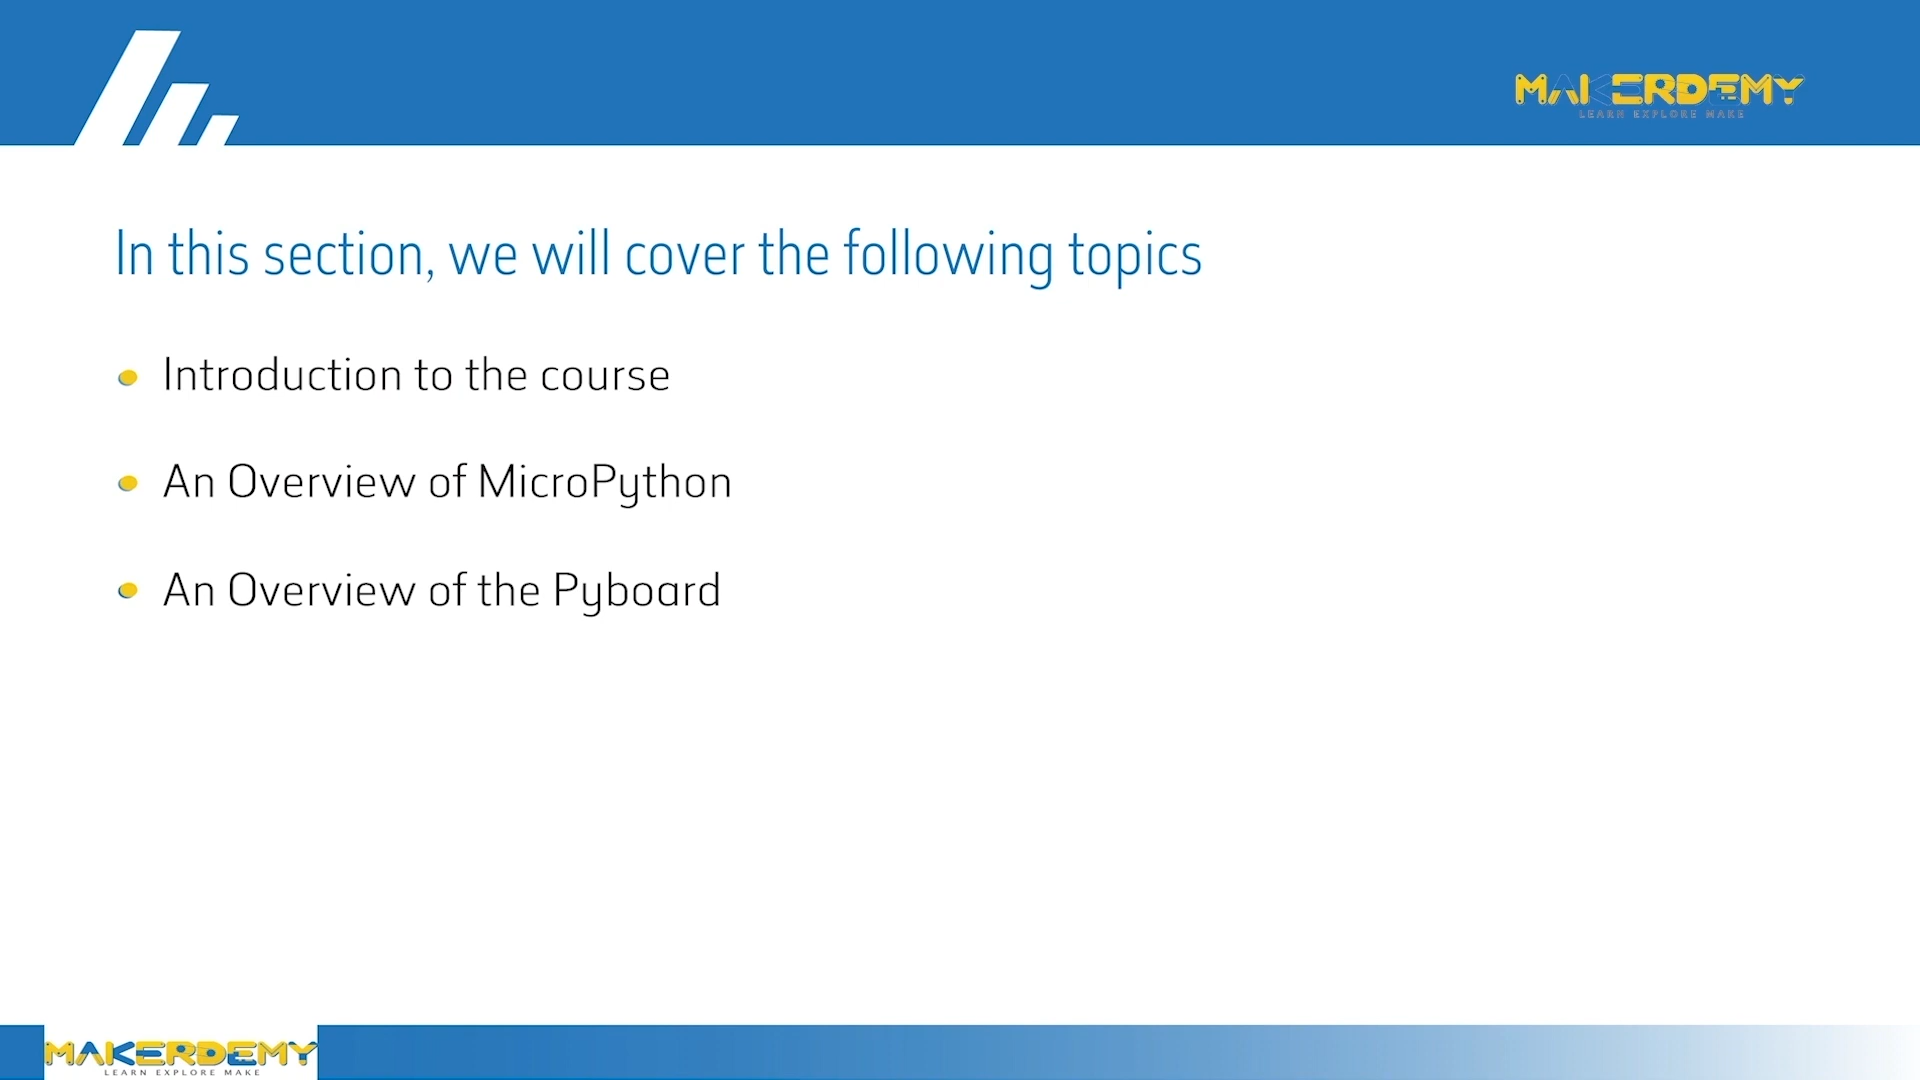 MAKERDEMY
LEARN EXPLORE MAKE
In this section, we will cover the following topics
Introduction to the course
An Overview of MicroPython
An Overview of the Pyboard
MAKERDEMY
LEARN EXPLORE MAKE